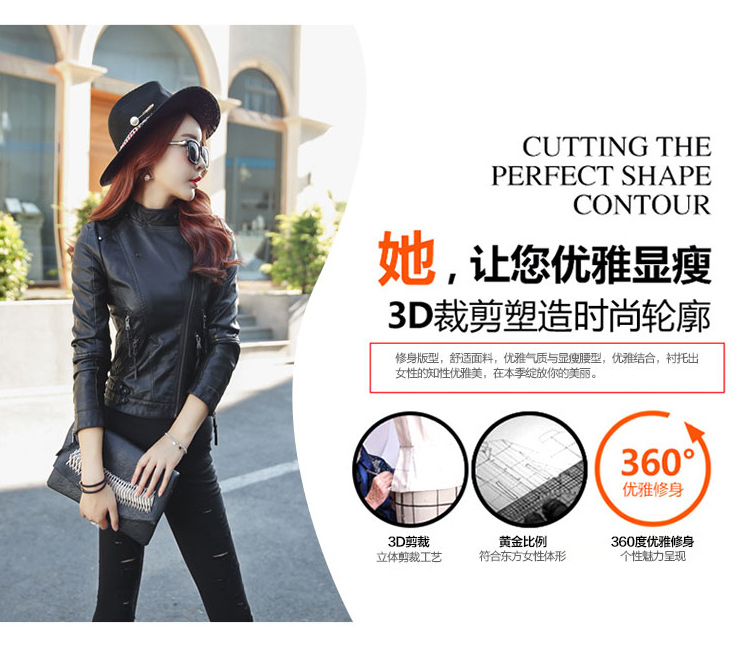 CUTTING THE
PERFECT SHAPE
CONTOUR
她，让您优雅显瘦
3D裁剪塑造时尚轮廓
修身版型，舒适面料，优雅气质与显瘦腰型，优雅结合，衬托出
女性的知性优雅美，在本季绽放你的美丽。
360°
优雅修身
3D剪裁
立体剪裁工艺
黄金比例
符合东方女性体形
360度优雅修身
个性魅力呈现